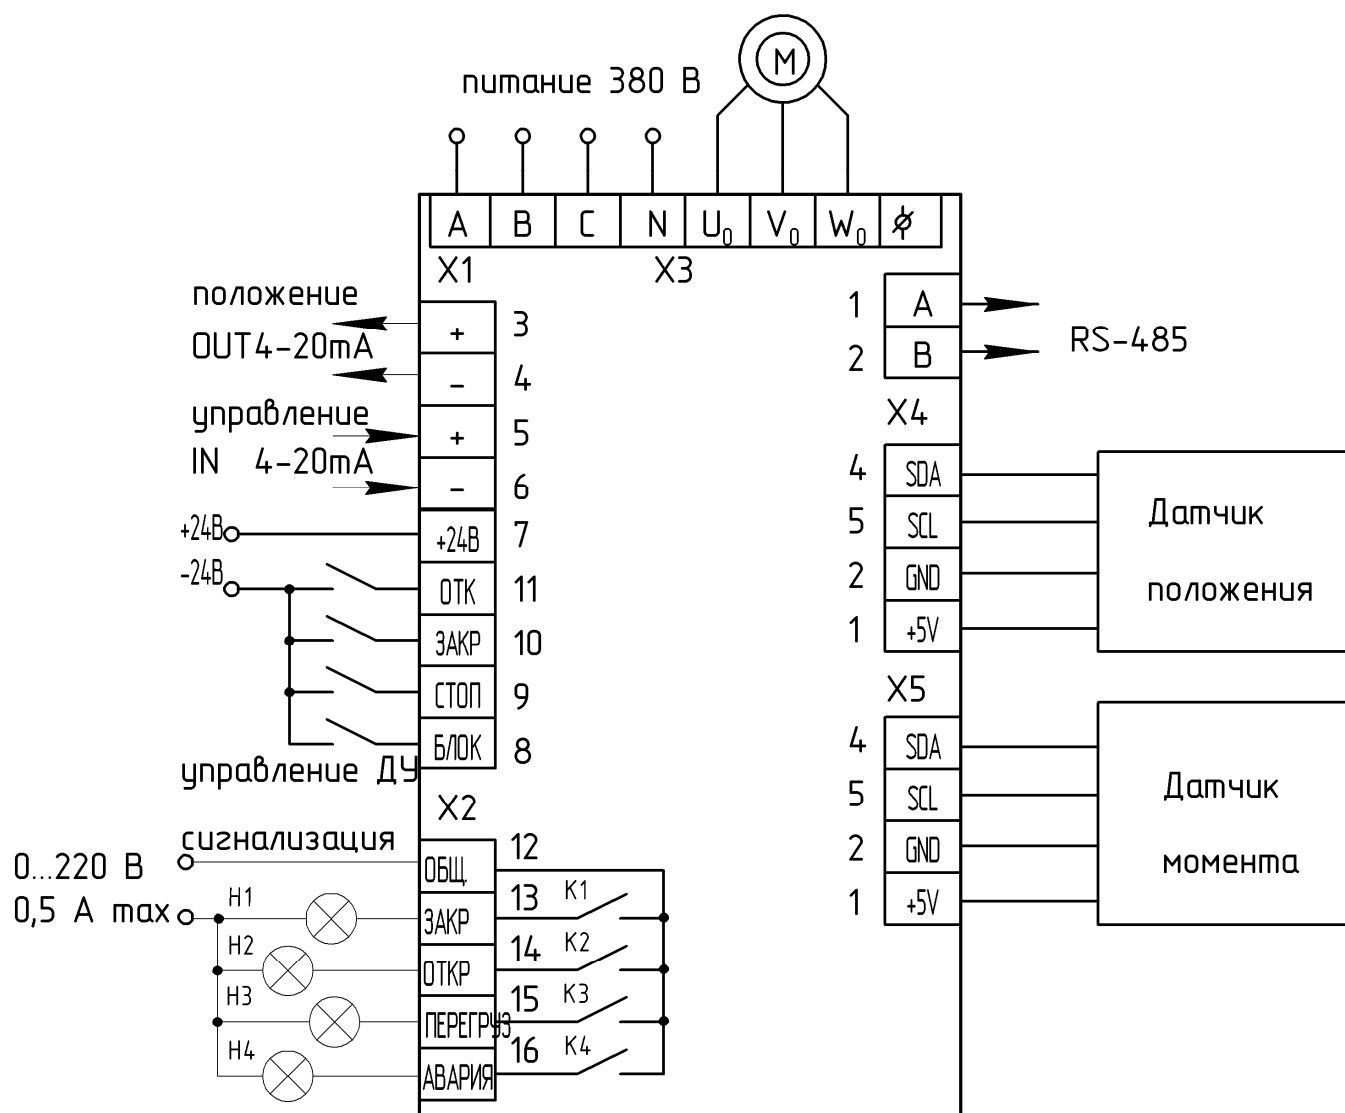 M
питание 380 В
A B C N U0 V0 W0
X1 X3
положение
+ 3
OUT 4-20mA
- 4
управление
+ 5
IN 4-20mA
- 6
+24В
+24В 7
-24В
ОТК 11
ЗАКР 10
СТОП 9
БЛОК 8
управление ДУ
X2
сигнализация
0...220 В
ОБЩ. 12
0,5 А max
H1 ЗАКР 13 K1
H2 ОТКР 14 K2
H3 ПЕРЕГРУЗ 15 K3
H4 АВАРИЯ 16 K4
1 A
RS-485
2 B
X4
4 SDA
5 SCL
2 GND
1 +5V
Датчик
положения
X5
4 SDA
5 SCL
2 GND
1 +5V
Датчик
момента